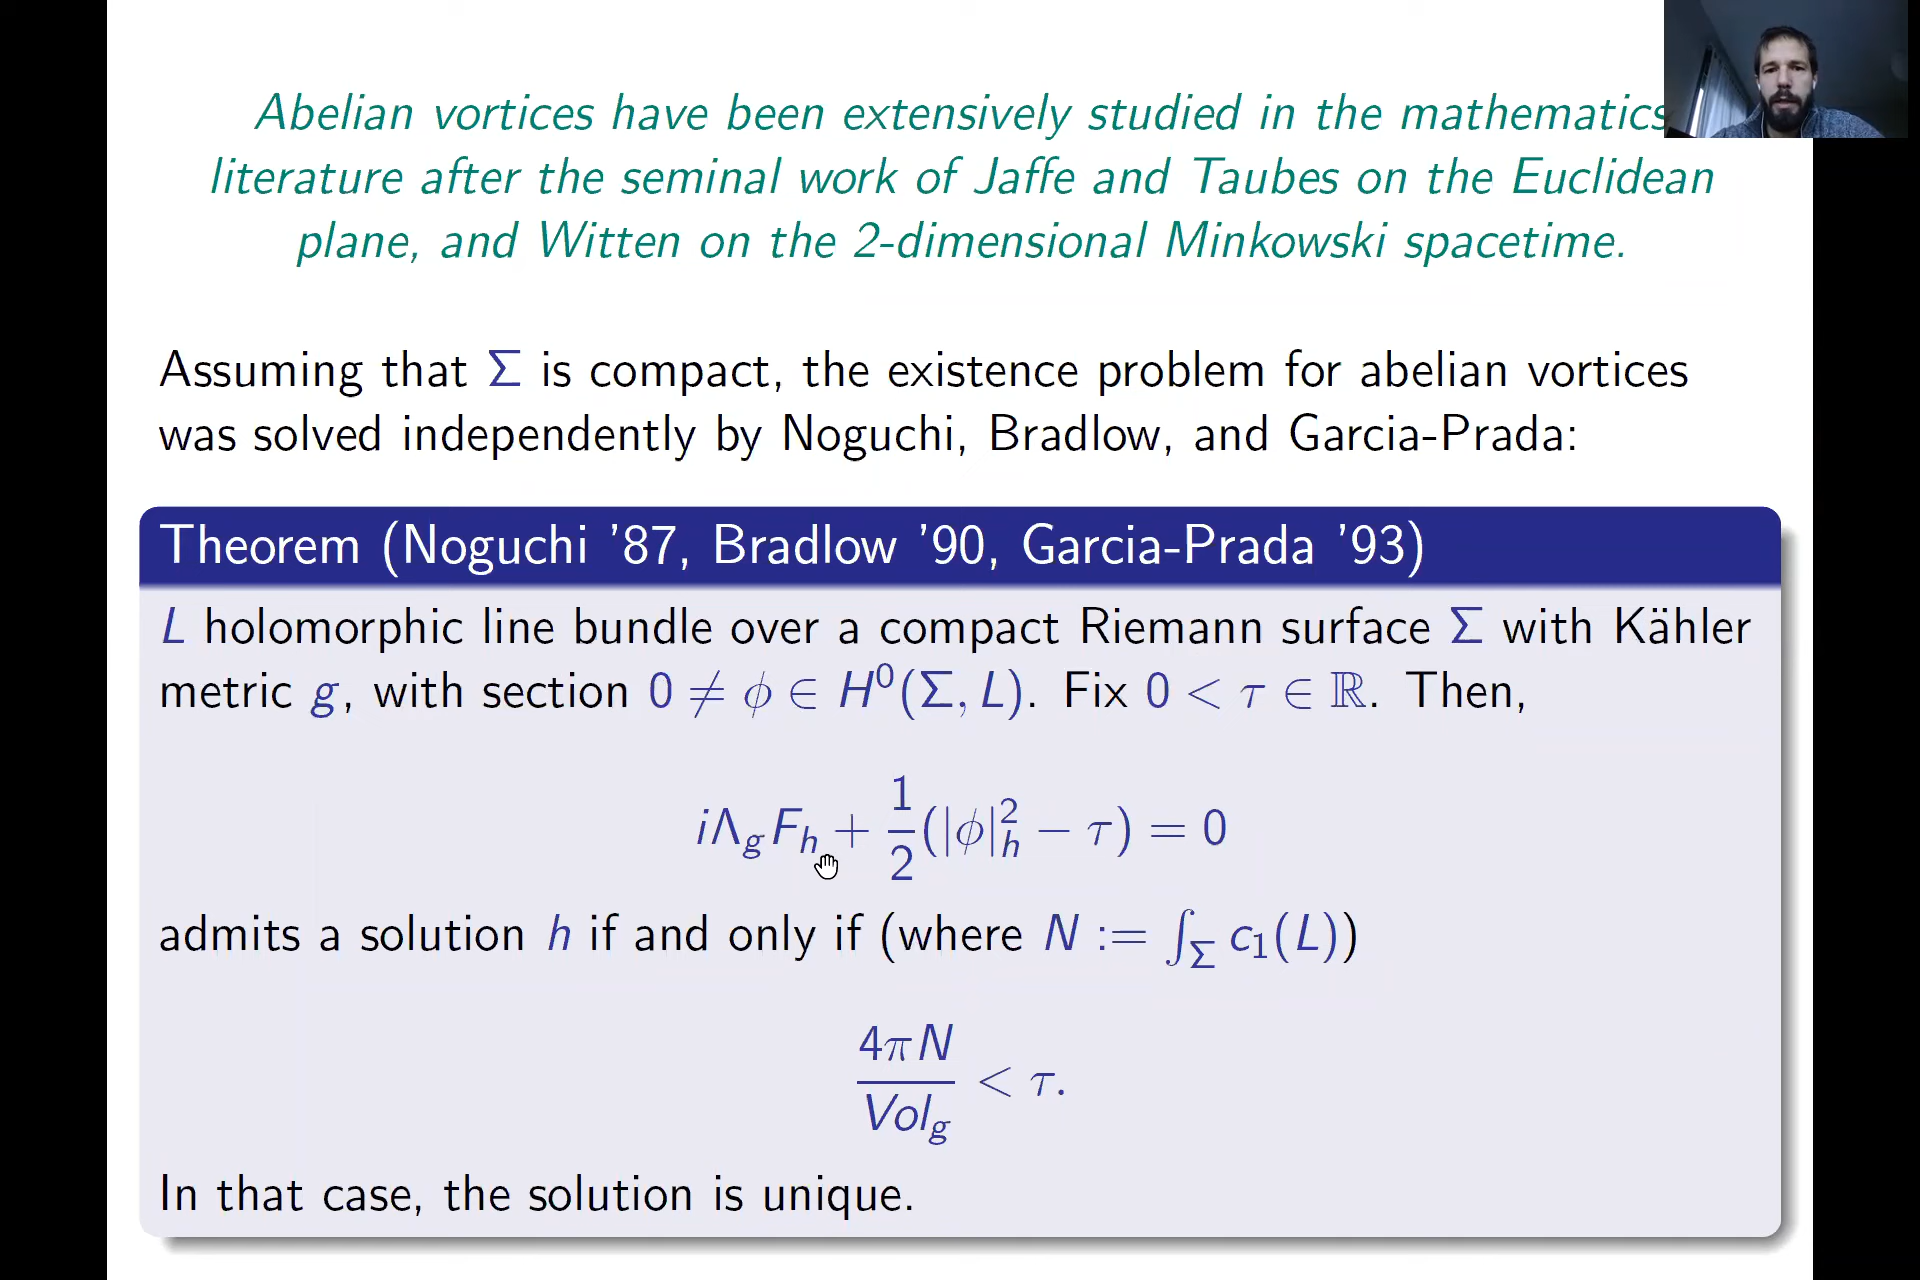 Abelian vortices have been extensively studied in the mathematics
literature after the seminal work of Jaffe and Taubes on the Euclidean
plane, and Witten on the 2-dimensional Minkowski spacetime.
Assuming that Σ is compact, the existence problem for abelian vortices
was solved independently by Noguchi, Bradlow, and Garcia-Prada:
Theorem (Noguchi '87, Bradlow '90, Garcia-Prada '93)
L holomorphic line bundle over a compact Riemann surface Σ with Kähler
metric g, with section 0 ≠ ϕ ∈ H⁰(Σ, L). Fix 0 < τ ∈ ℝ. Then,
iΛ_g F_h + \frac{1}{2}(|ϕ|²_h − τ) = 0
admits a solution h if and only if (where N := ∫_Σ c₁(L))
\frac{4πN}{Vol_g} < τ.
In that case, the solution is unique.